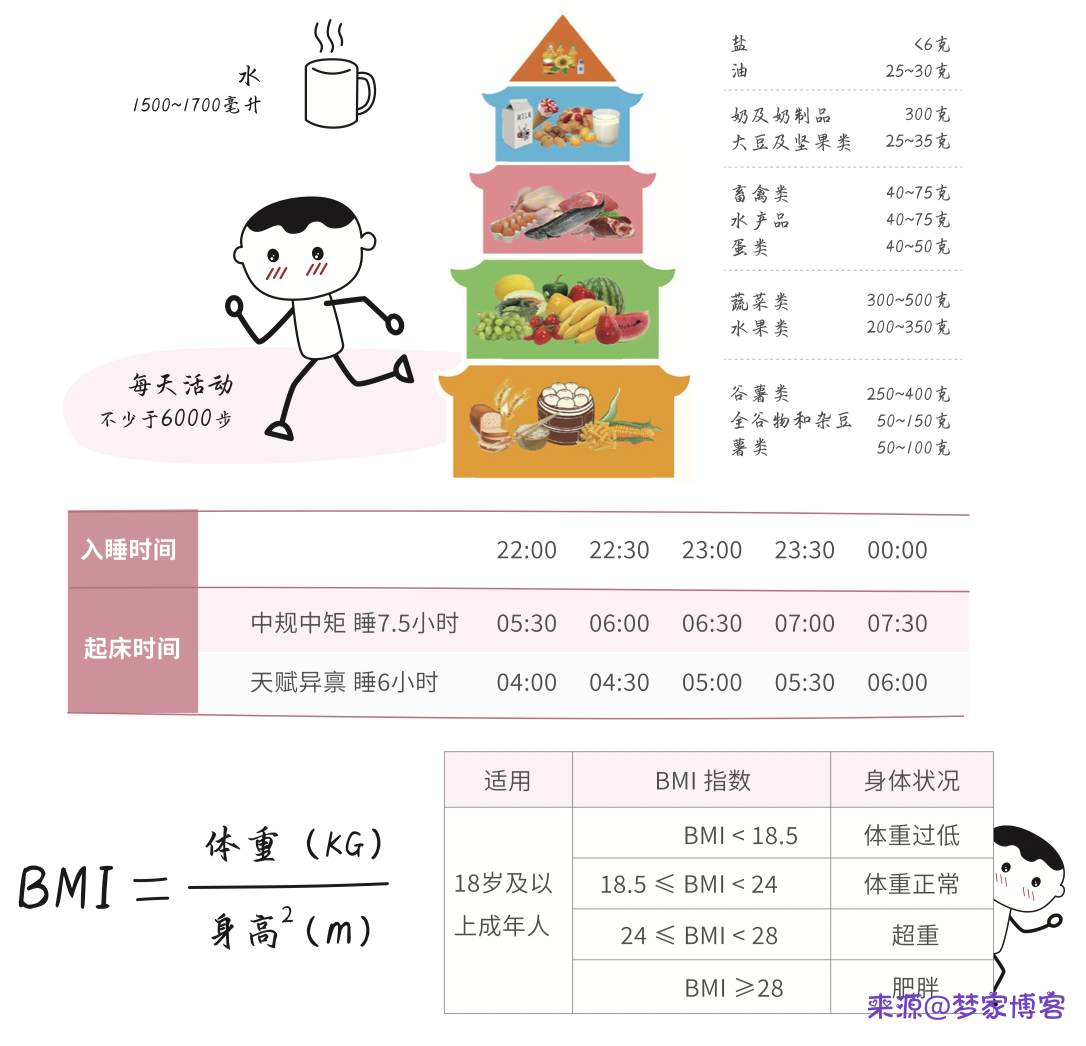 水
1500~1700毫升
每天活动
不少于6000步
MILK
盐 <6克
油 25~30克
奶及奶制品 300克
大豆及坚果类 25~35克
畜禽类 40~75克
水产品 40~75克
蛋类 40~50克
蔬菜类 300~500克
水果类 200~350克
谷薯类 250~400克
全谷物和杂豆 50~150克
薯类 50~100克
入睡时间 22:00 22:30 23:00 23:30 00:00
起床时间
中规中矩 睡7.5小时 05:30 06:00 06:30 07:00 07:30
天赋异禀 睡6小时 04:00 04:30 05:00 05:30 06:00
BMI = 体重 (KG)
身高² (m)
适用 BMI 指数 身体状况
18岁及以
上成年人
BMI < 18.5 体重过低
18.5 ⩽ BMI < 24 体重正常
24 ⩽ BMI < 28 超重
BMI ⩾28 肥胖
来源@梦家博客